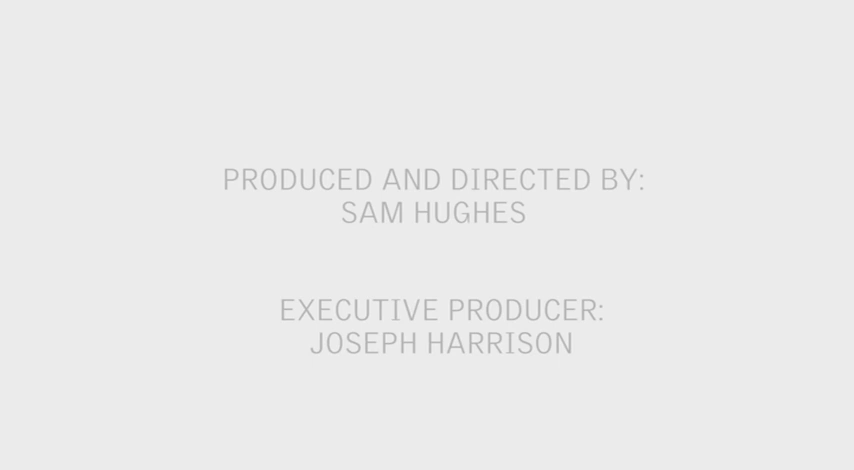 PRODUCED AND DIRECTED BY:
SAM HUGHES
EXECUTIVE PRODUCER:
JOSEPH HARRISON